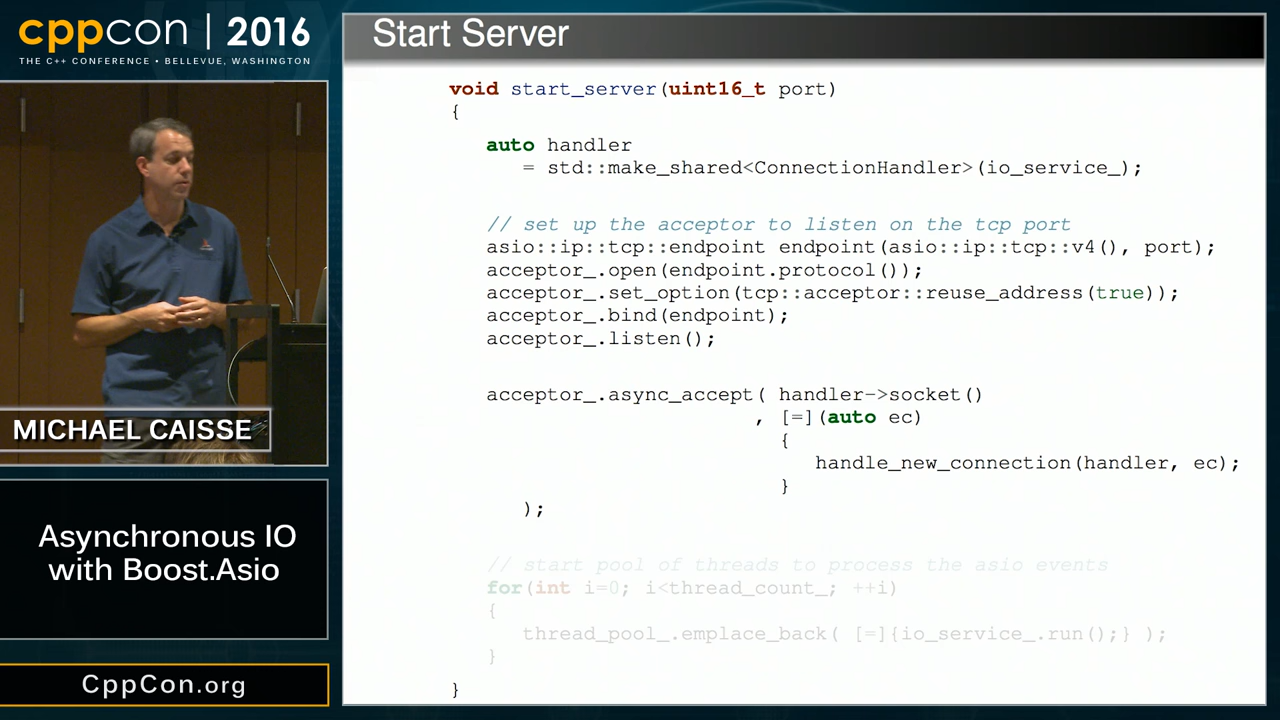 cppcon | 2016
THE C++ CONFERENCE • BELLEVUE, WASHINGTON
MICHAEL CAISSE
Asynchronous IO
with Boost.Asio
CppCon.org
Start Server
void start_server(uint16_t port)
{
auto handler
= std::make_shared<ConnectionHandler>(io_service_);
// set up the acceptor to listen on the tcp port
asio::ip::tcp::endpoint endpoint(asio::ip::tcp::v4(), port);
acceptor_.open(endpoint.protocol());
acceptor_.set_option(tcp::acceptor::reuse_address(true));
acceptor_.bind(endpoint);
acceptor_.listen();
acceptor_.async_accept( handler->socket()
, [=](auto ec)
{
handle_new_connection(handler, ec);
}
);
// start pool of threads to process the asio events
for(int i=0; i<thread_count_; ++i)
{
thread_pool_.emplace_back( [=]{io_service_.run();} );
}
}